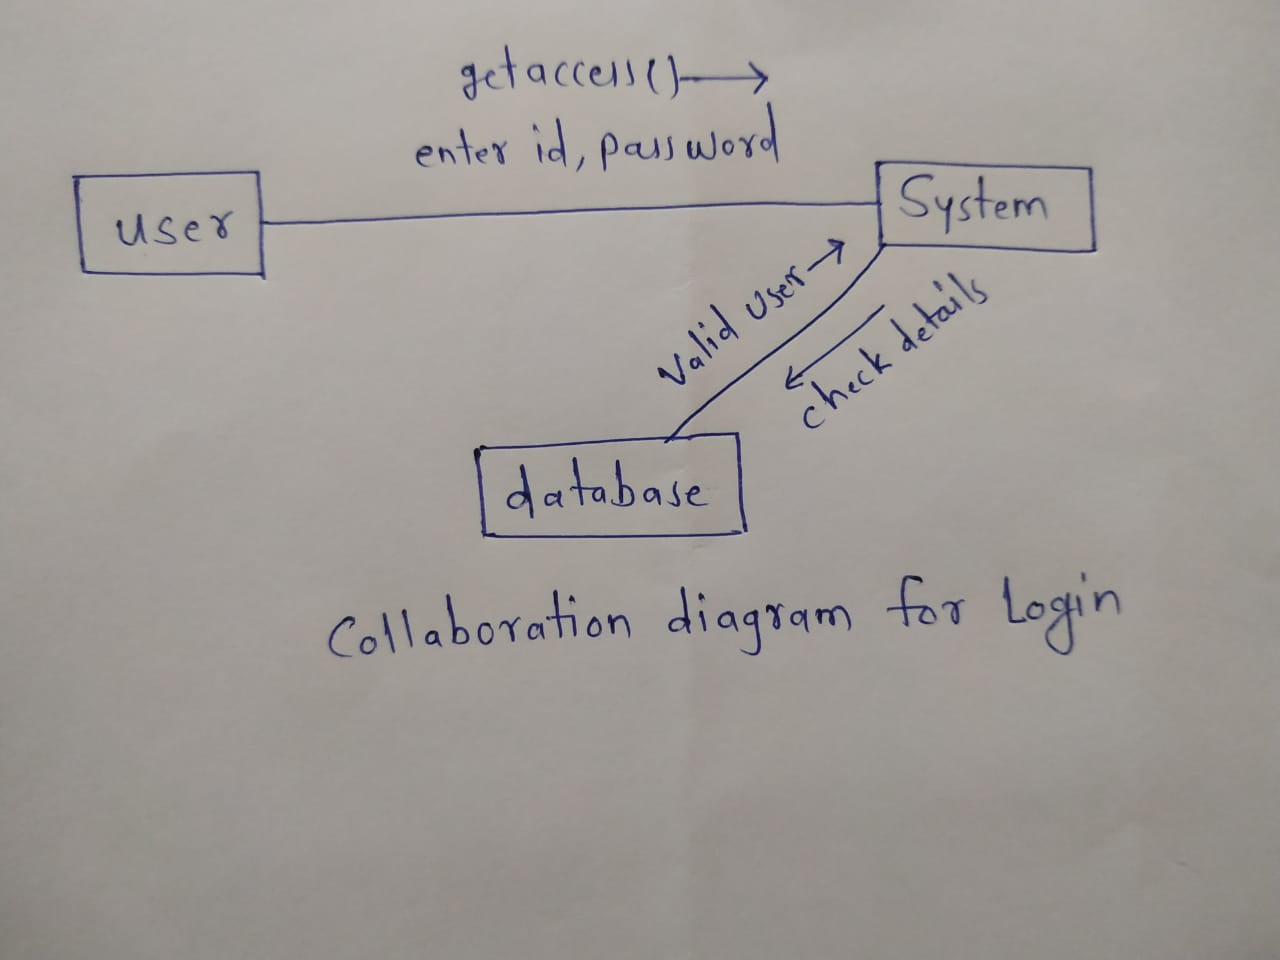 getaccess()
enter id, password
user
System
Valid user
check details
database
Collaboration diagram for Login